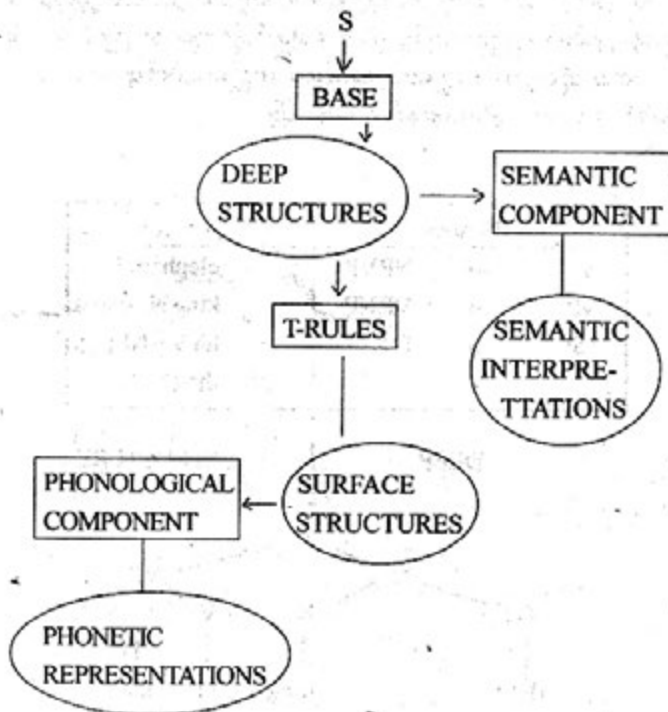 S
BASE
DEEP
STRUCTURES
SEMANTIC
COMPONENT
T-RULES
SEMANTIC
INTERPRE-
TTATIONS
PHONOLOGICAL
COMPONENT
SURFACE
STRUCTURES
PHONETIC
REPRESENTATIONS